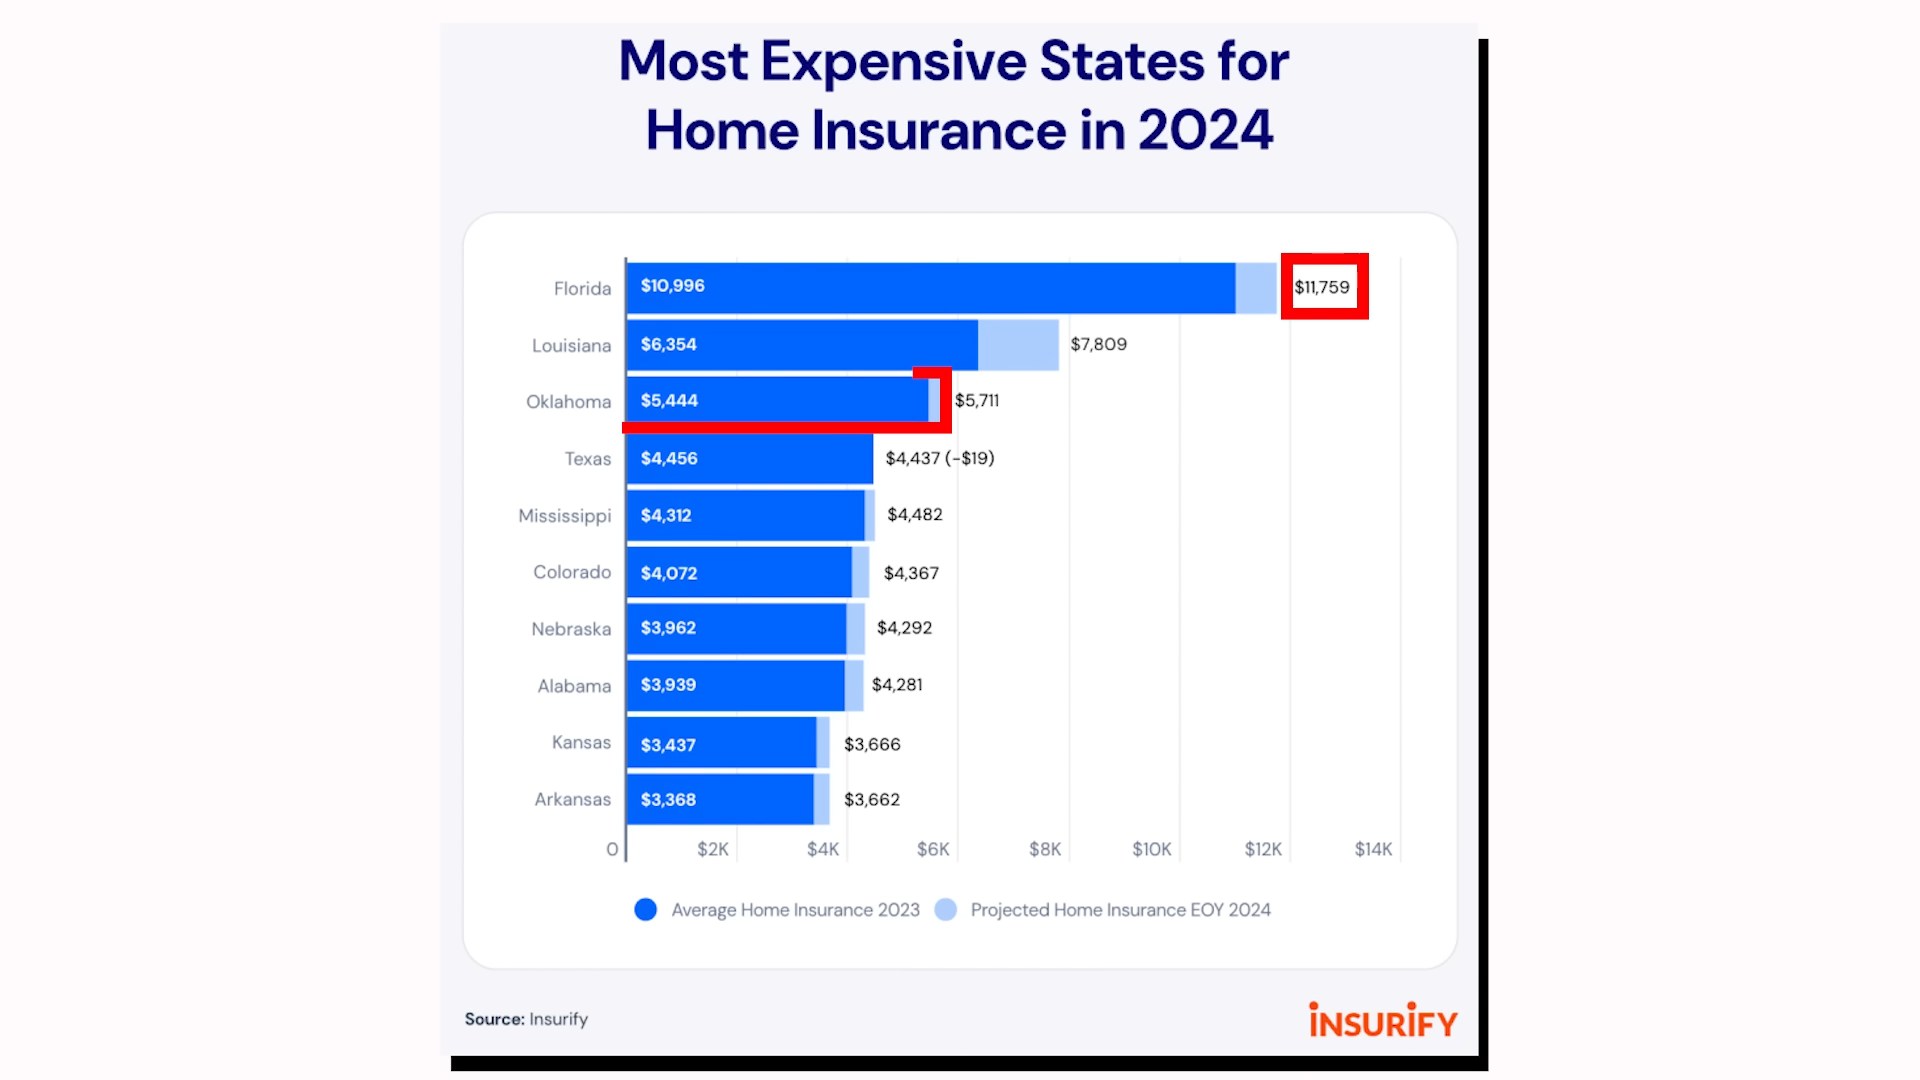 Most Expensive States for
Home Insurance in 2024
Florida $10,996 $11,759
Louisiana $6,354 $7,809
Oklahoma $5,444 $5,711
Texas $4,456 $4,437 (-$19)
Mississippi $4,312 $4,482
Colorado $4,072 $4,367
Nebraska $3,962 $4,292
Alabama $3,939 $4,281
Kansas $3,437 $3,666
Arkansas $3,368 $3,662
0 $2K $4K $6K $8K $10K $12K $14K
Average Home Insurance 2023 Projected Home Insurance EOY 2024
Source: Insurify
INSURIFY